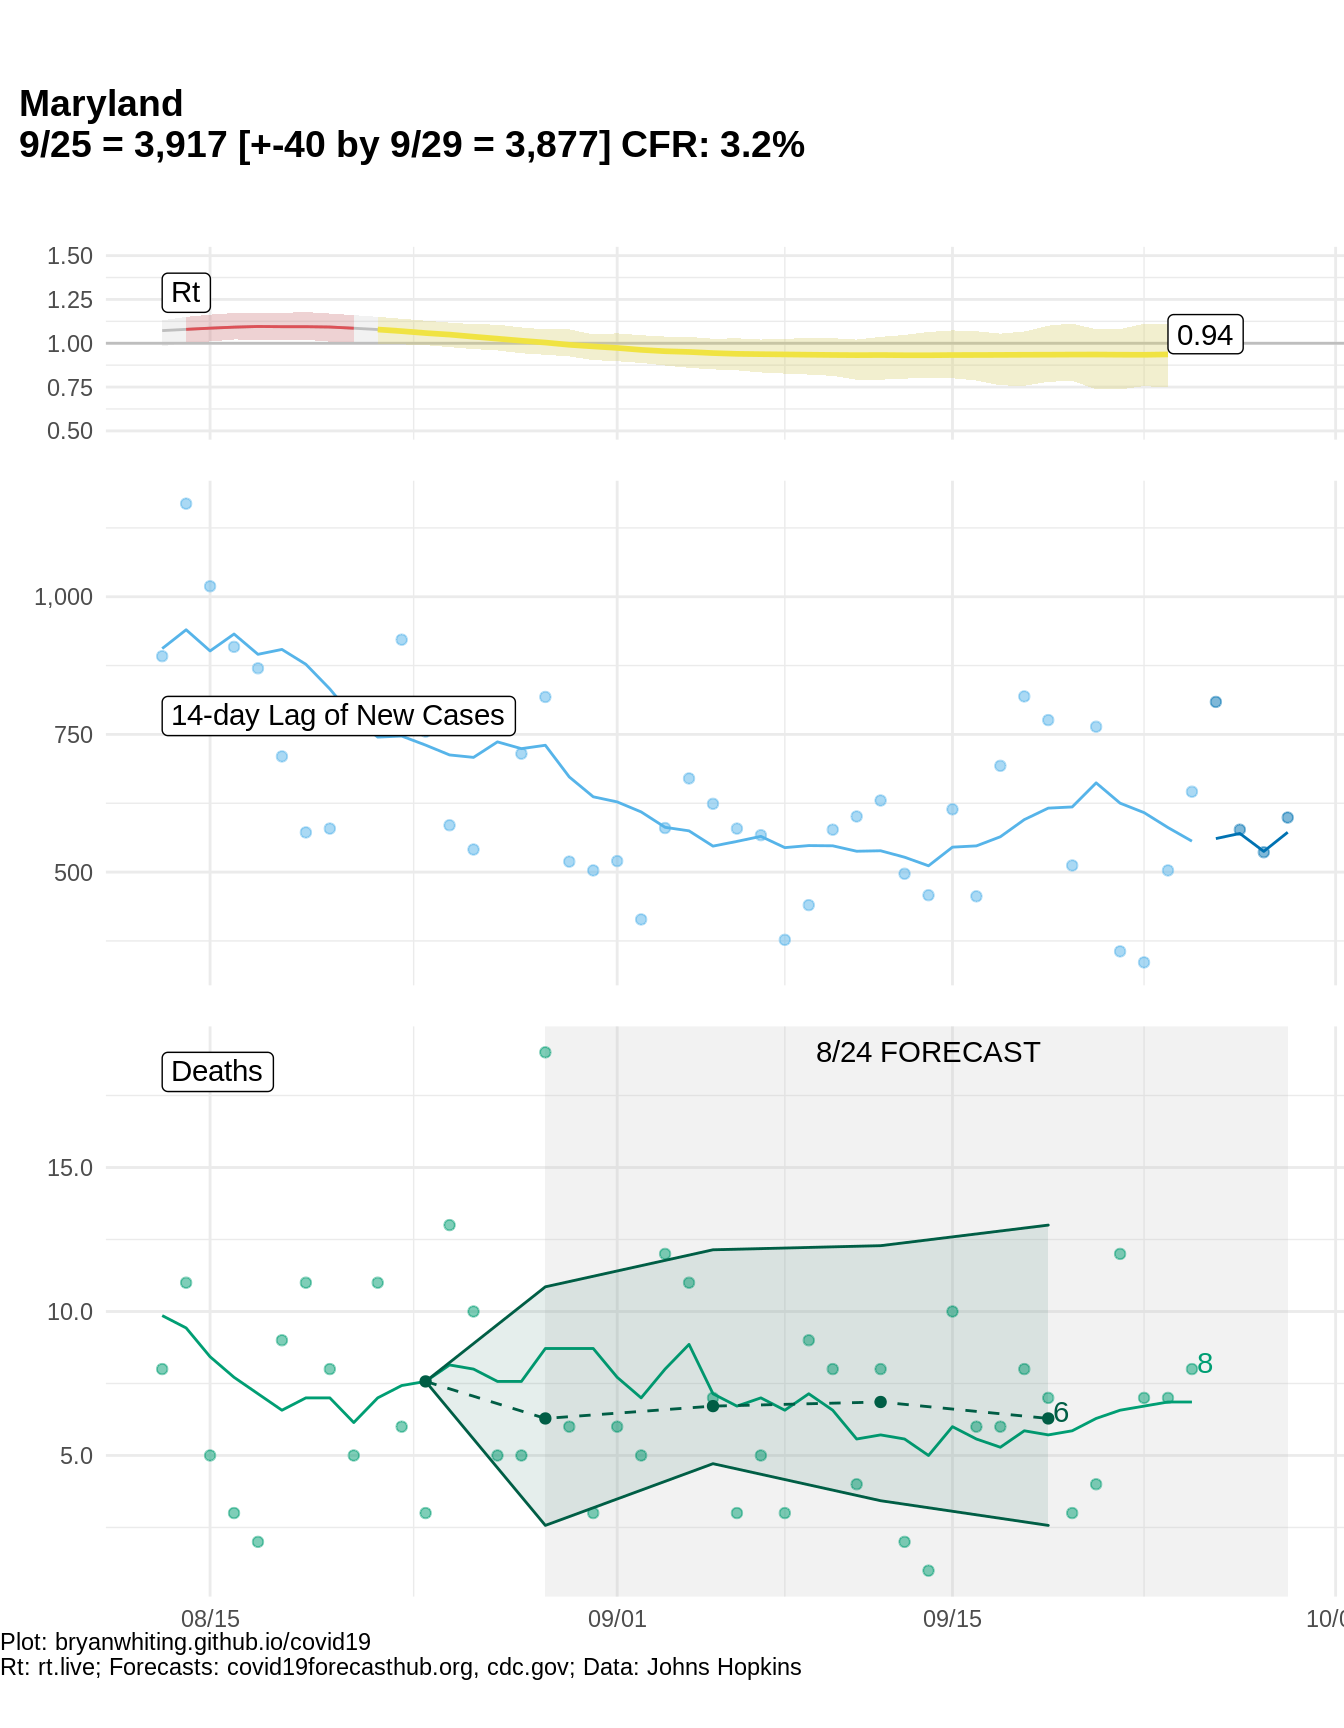 Maryland
9/25 = 3,917 [+-40 by 9/29 = 3,877] CFR: 3.2%
1.50
1.25
1.00
0.75
0.50
Rt
0.94
1,000
750
500
14-day Lag of New Cases
Deaths
8/24 FORECAST
15.0
10.0
5.0
8
6
08/15
09/01
09/15
10/0
Plot: bryanwhiting.github.io/covid19
Rt: rt.live; Forecasts: covid19forecasthub.org, cdc.gov; Data: Johns Hopkins